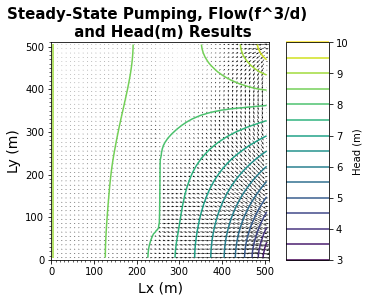 Steady-State Pumping, Flow(f^3/d)
and Head(m) Results
500
400
300
200
100
0
Ly (m)
0 100 200 300 400 500
Lx (m)
10
9
8
7
6
5
4
3
Head (m)